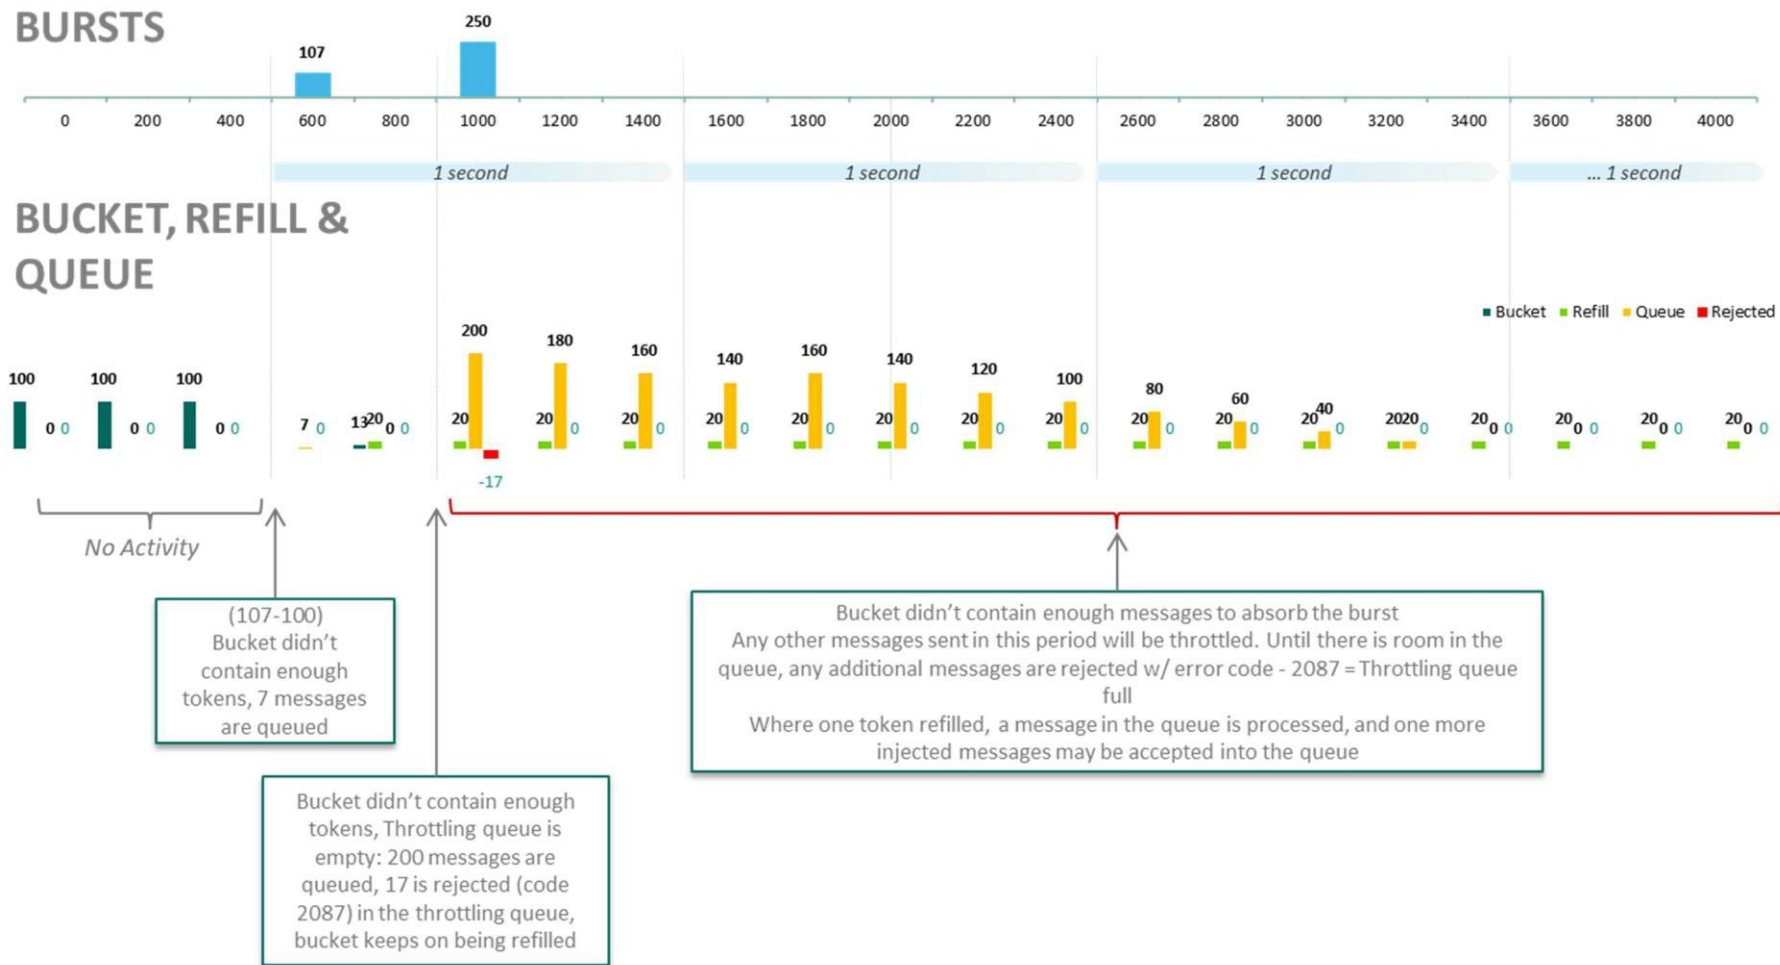 BURSTS
107
250
0 200 400 600 800 1000 1200 1400 1600 1800 2000 2200 2400 2600 2800 3000 3200 3400 3600 3800 4000
1 second
1 second
1 second
... 1 second
BUCKET, REFILL &
QUEUE
Bucket Refill Queue Rejected
100 0 0
100 0 0
100 0 0
7 0
13 20 0 0
20 200 -17
20 180 0
20 160 0
20 140 0
20 160 0
20 140 0
20 120 0
20 100 0
20 80 0
20 60 0
20 40 0
20 20 0
20 0 0
20 0 0
20 0 0
20 0 0
No Activity
(107-100)
Bucket didn't
contain enough
tokens, 7 messages
are queued
Bucket didn't contain enough
tokens, Throttling queue is
empty: 200 messages are
queued, 17 is rejected (code
2087) in the throttling queue,
bucket keeps on being refilled
Bucket didn't contain enough messages to absorb the burst
Any other messages sent in this period will be throttled. Until there is room in the
queue, any additional messages are rejected w/ error code - 2087 = Throttling queue
full
Where one token refilled, a message in the queue is processed, and one more
injected messages may be accepted into the queue